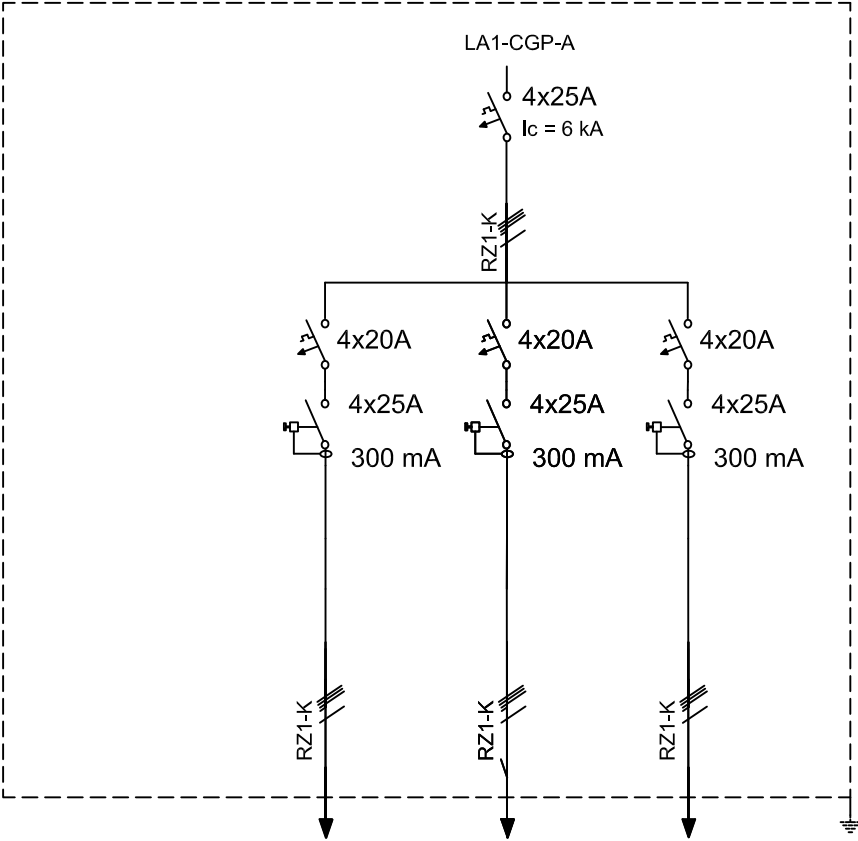 LA1-CGP-A
4x25A
Ic = 6 kA
RZ1-K
4x20A
4x20A
4x20A
4x25A
4x25A
4x25A
300 mA
300 mA
300 mA
RZ1-K
RZ1-K
RZ1-K